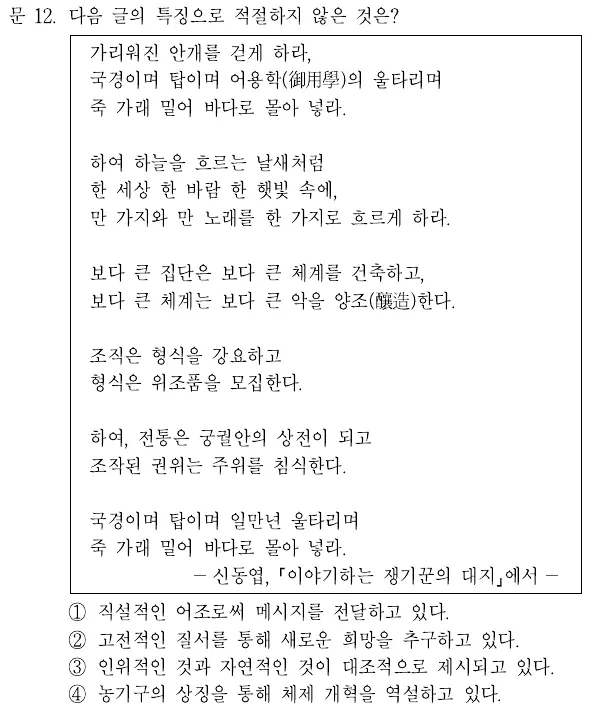 문 12. 다음 글의 특징으로 적절하지 않은 것은?
가리워진 안개를 걷게 하라,
국경이며 탑이며 어용학(御用學)의 울타리며
죽 가래 밀어 바다로 몰아 넣라.
하여 하늘을 흐르는 날새처럼
한 세상 한 바람 한 햇빛 속에,
만 가지와 만 노래를 한 가지로 흐르게 하라.
보다 큰 집단은 보다 큰 체계를 건축하고,
보다 큰 체계는 보다 큰 악을 양조(釀造)한다.
조직은 형식을 강요하고
형식은 위조품을 모집한다.
하여, 전통은 궁궐안의 상전이 되고
조작된 권위는 주위를 침식한다.
국경이며 탑이며 일만년 울타리며
죽 가래 밀어 바다로 몰아 넣라.
– 신동엽, 「이야기하는 쟁기꾼의 대지」에서 –
① 직설적인 어조로써 메시지를 전달하고 있다.
② 고전적인 질서를 통해 새로운 희망을 추구하고 있다.
③ 인위적인 것과 자연적인 것이 대조적으로 제시되고 있다.
④ 농기구의 상징을 통해 체제 개혁을 역설하고 있다.